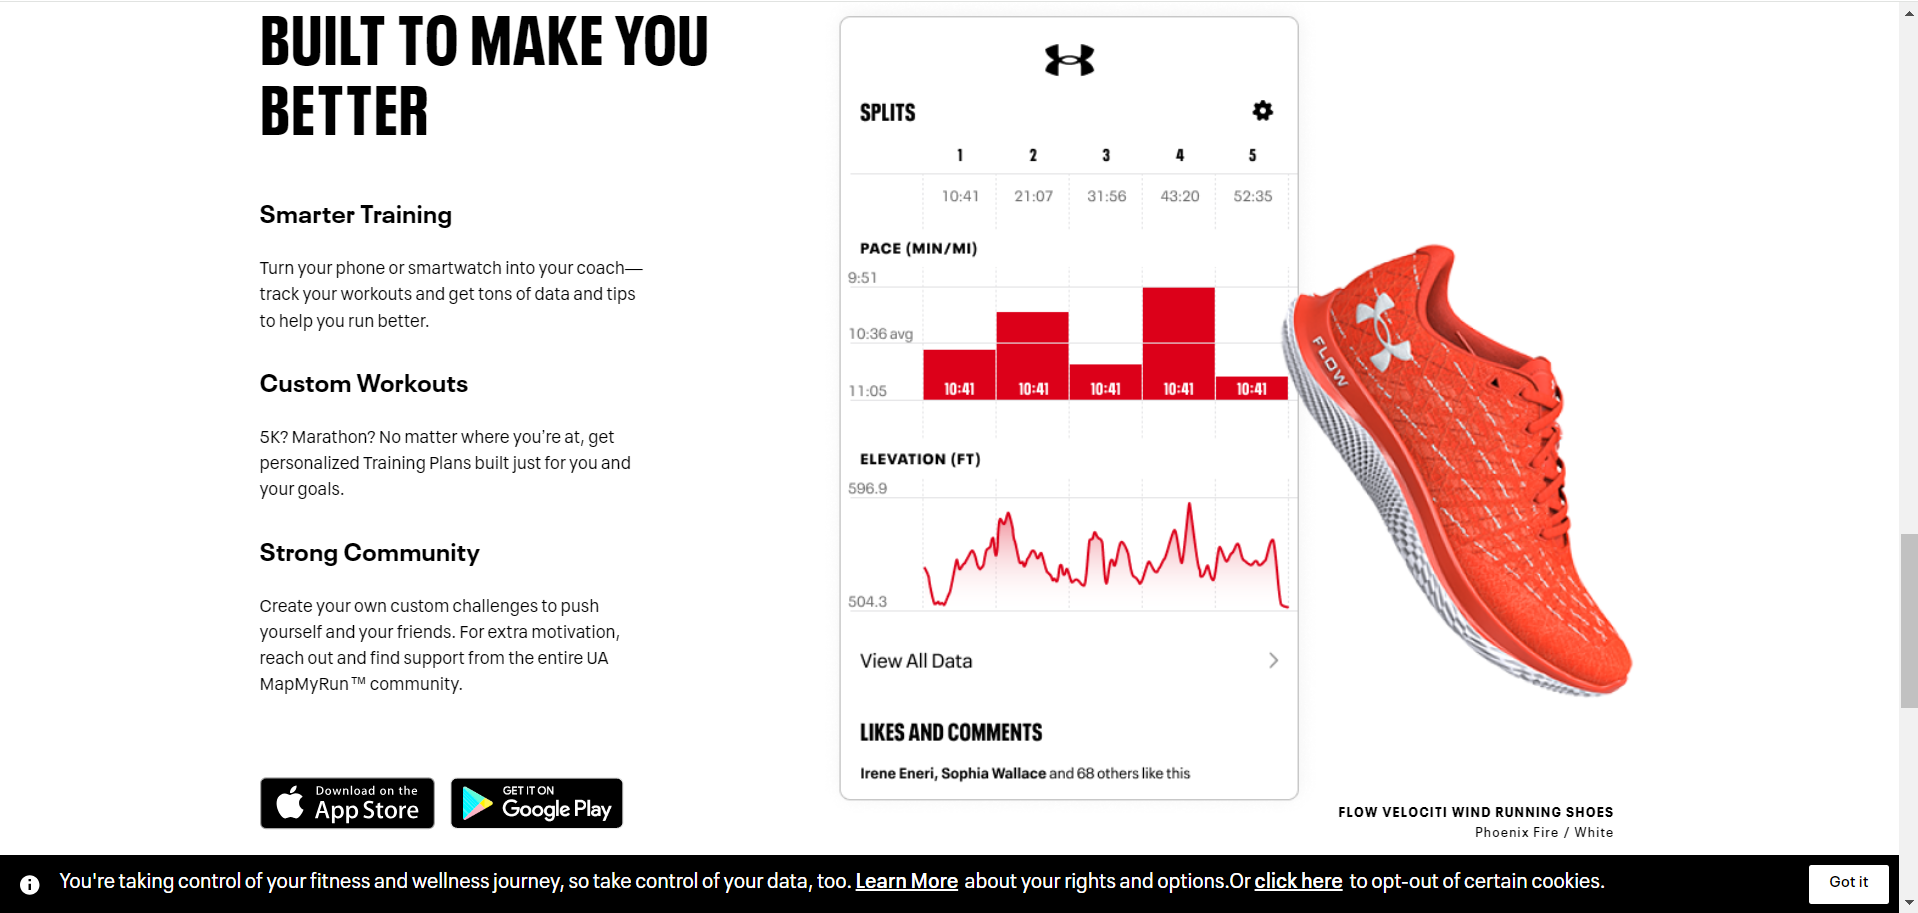 BUILT TO MAKE YOU
BETTER
Smarter Training
Turn your phone or smartwatch into your coach—
track your workouts and get tons of data and tips
to help you run better.
Custom Workouts
5K? Marathon? No matter where you're at, get
personalized Training Plans built just for you and
your goals.
Strong Community
Create your own custom challenges to push
yourself and your friends. For extra motivation,
reach out and find support from the entire UA
MapMyRun™ community.
Download on the
App Store
GET IT ON
Google Play
SPLITS
1 2 3 4 5
10:41 21:07 31:56 43:20 52:35
PACE (MIN/MI)
9:51
10:36 avg
11:05
10:41 10:41 10:41 10:41 10:41
ELEVATION (FT)
596.9
504.3
View All Data
LIKES AND COMMENTS
Irene Eneri, Sophia Wallace and 68 others like this
FLOW
FLOW VELOCITI WIND RUNNING SHOES
Phoenix Fire / White
You're taking control of your fitness and wellness journey, so take control of your data, too. Learn More about your rights and options.Or click here to opt-out of certain cookies.
Got it